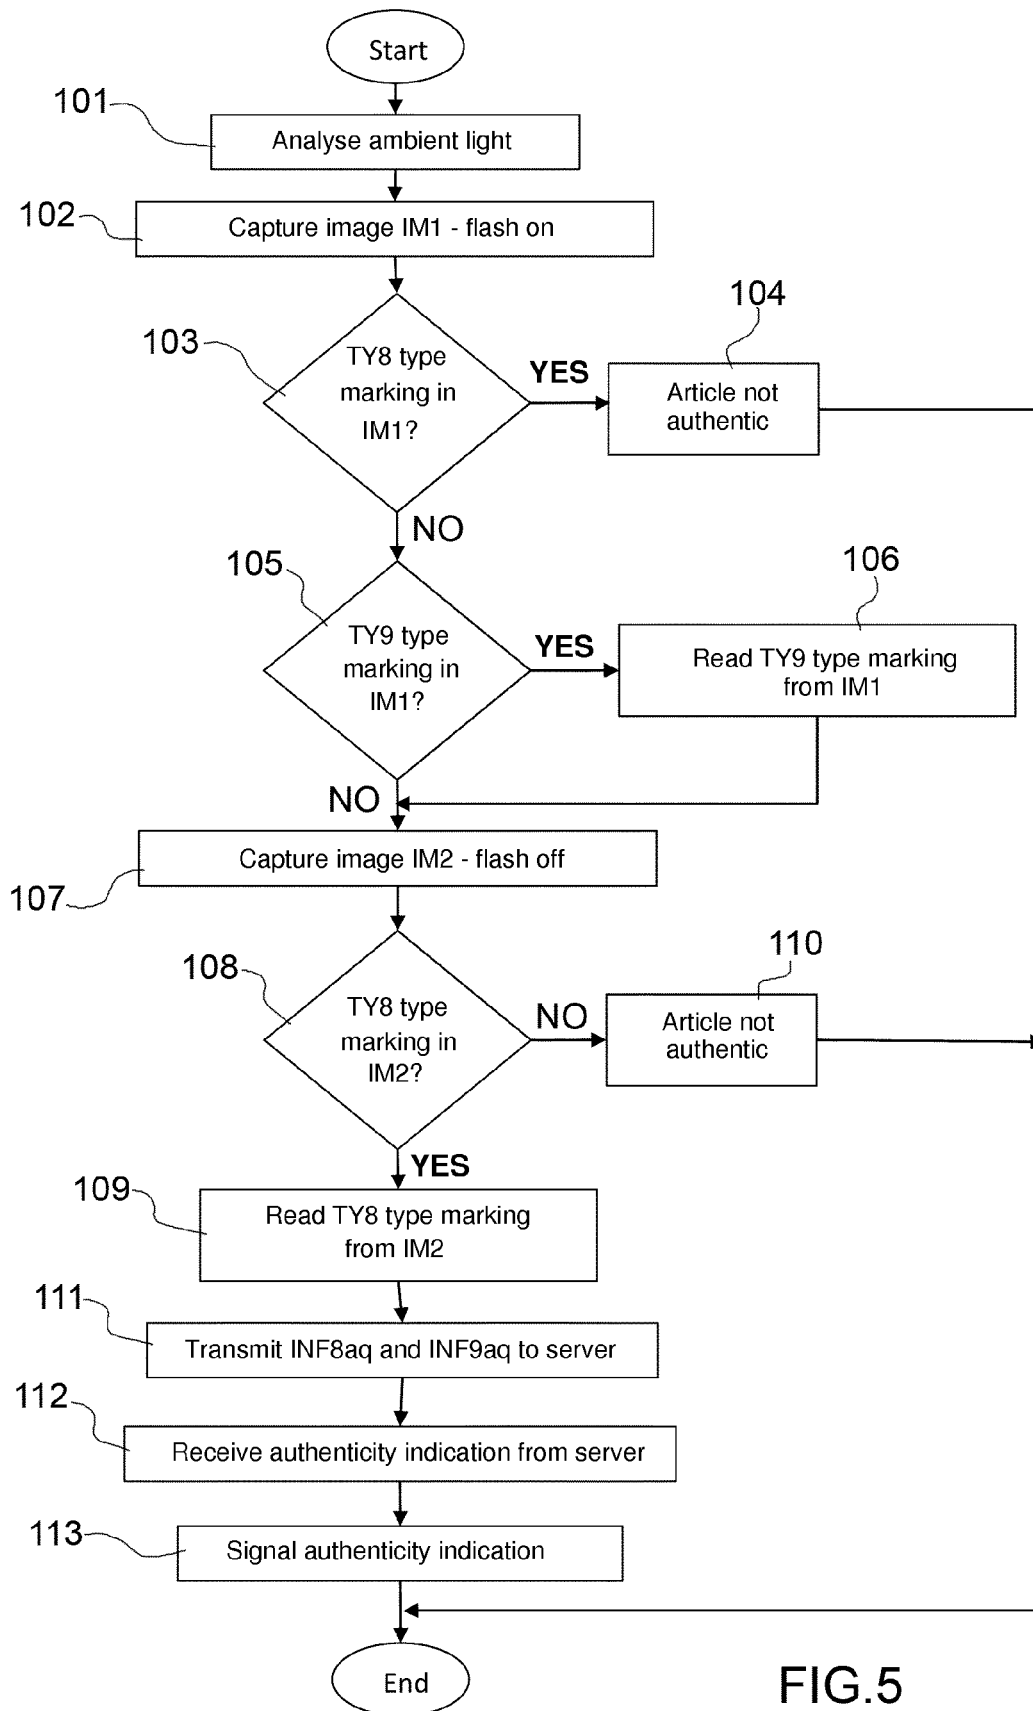 Start
101
Analyse ambient light
102
Capture image IM1 - flash on
103
TY8 type
marking in
IM1?
YES
104
Article not
authentic
NO
105
TY9 type
marking in
IM1?
YES
106
Read TY9 type marking
from IM1
NO
Capture image IM2 - flash off
107
108
TY8 type
marking in
IM2?
NO
110
Article not
authentic
YES
109
Read TY8 type marking
from IM2
111
Transmit INF8aq and INF9aq to server
112
Receive authenticity indication from server
113
Signal authenticity indication
End
FIG.5